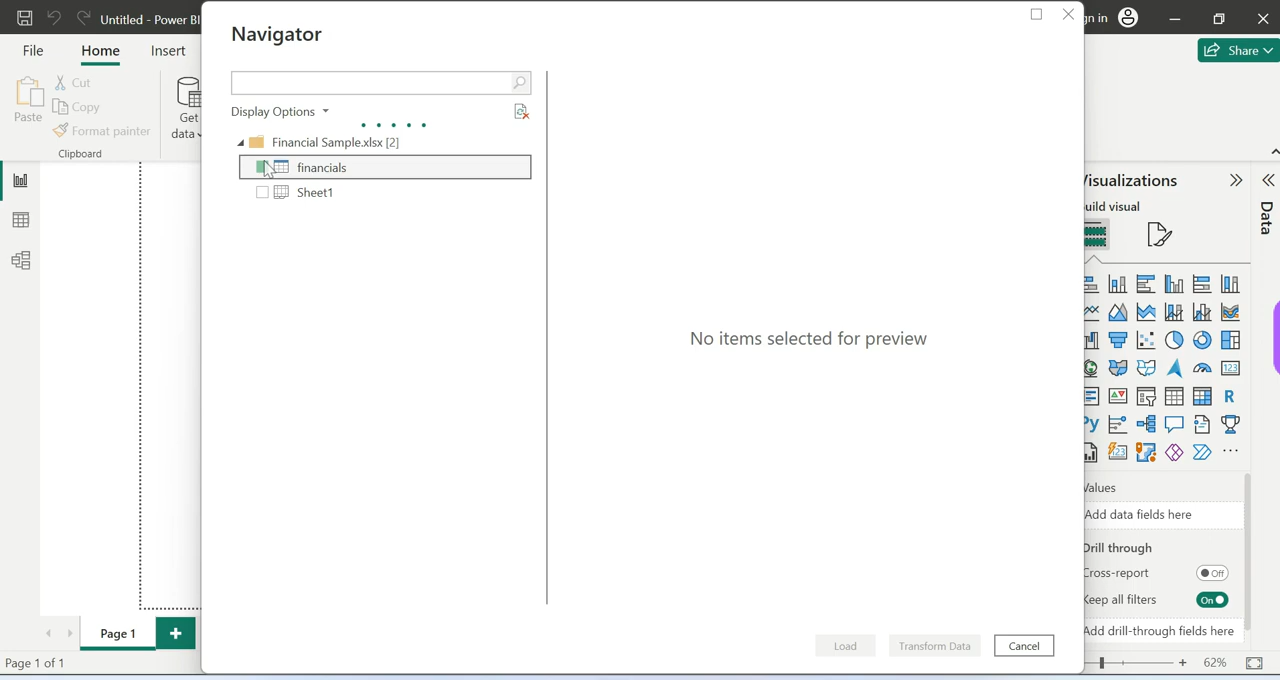 Untitled - Power BI
Navigator
n in
File
Home
Insert
Share
Paste
Cut
Copy
Format painter
Clipboard
Get
data
Display Options
Financial Sample.xlsx [2]
financials
Sheet1
No items selected for preview
Load
Transform Data
Cancel
Visualizations
uild visual
Data
123
R
Py
123
Values
Add data fields here
Drill through
Cross-report
Off
Keep all filters
On
Add drill-through fields here
Page 1
Page 1 of 1
62%